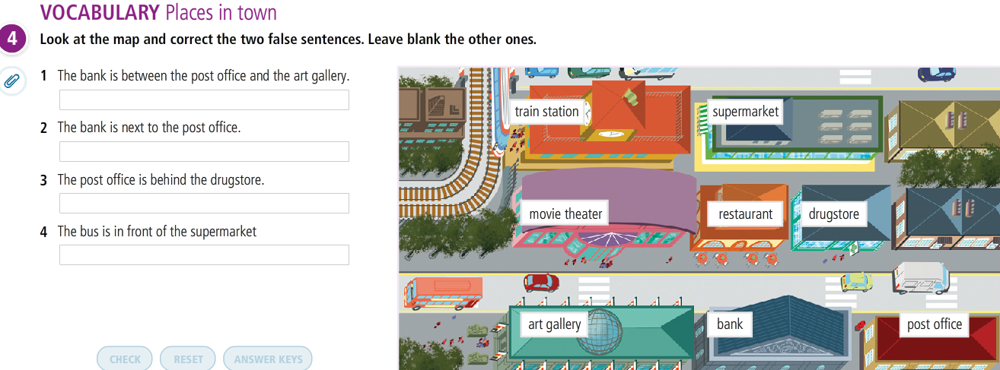 VOCABULARY Places in town
4 Look at the map and correct the two false sentences. Leave blank the other ones.
1 The bank is between the post office and the art gallery.
2 The bank is next to the post office.
3 The post office is behind the drugstore.
4 The bus is in front of the supermarket
CHECK RESET ANSWER KEYS
train station
supermarket
movie theater
restaurant
drugstore
art gallery
bank
post office